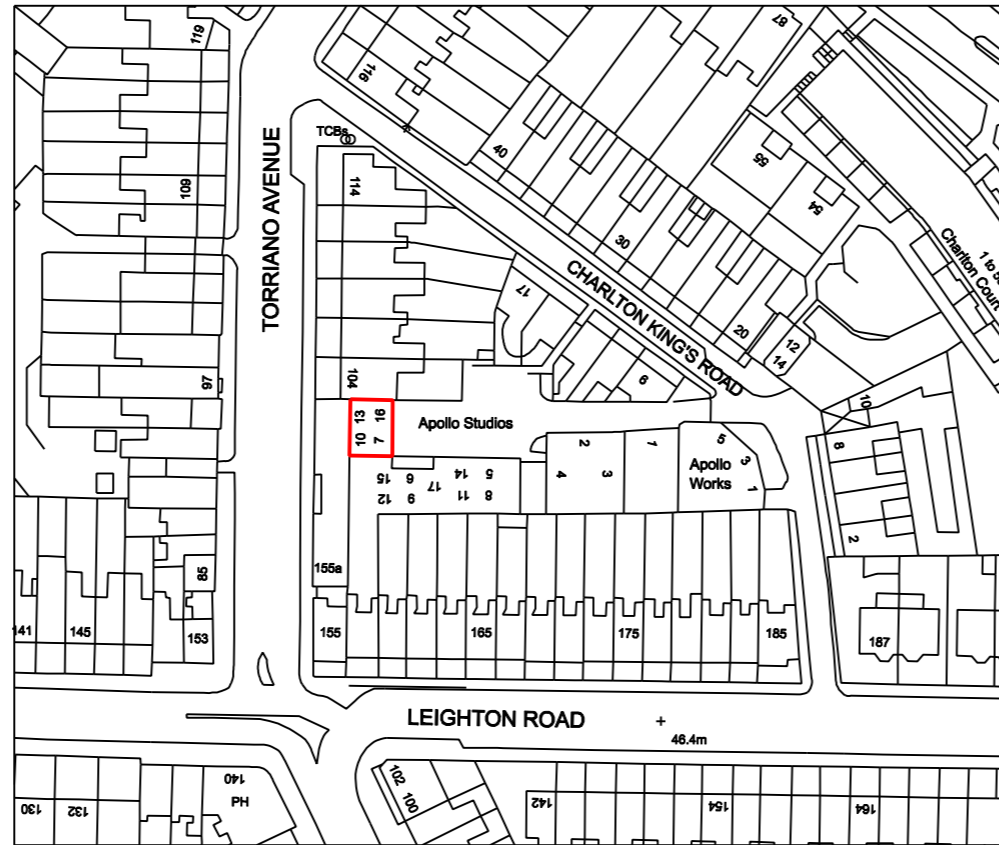 119
116
87
TCBs
40
55
54
109
114
TORRIANO AVENUE
30
1 to
Charlton Court
17
CHARLTON KING'S ROAD
20
12
14
97
104
6
10
13 16
10 7
Apollo Studios
2 1
4 3
5
3
1
Apollo
Works
8
2
15 6 17 14 5
12 9 11 8
85
155a
141 145 153
155 165 175 185
187
LEIGHTON ROAD
46.4m
140
PH
130 132
102 100
142 154 164